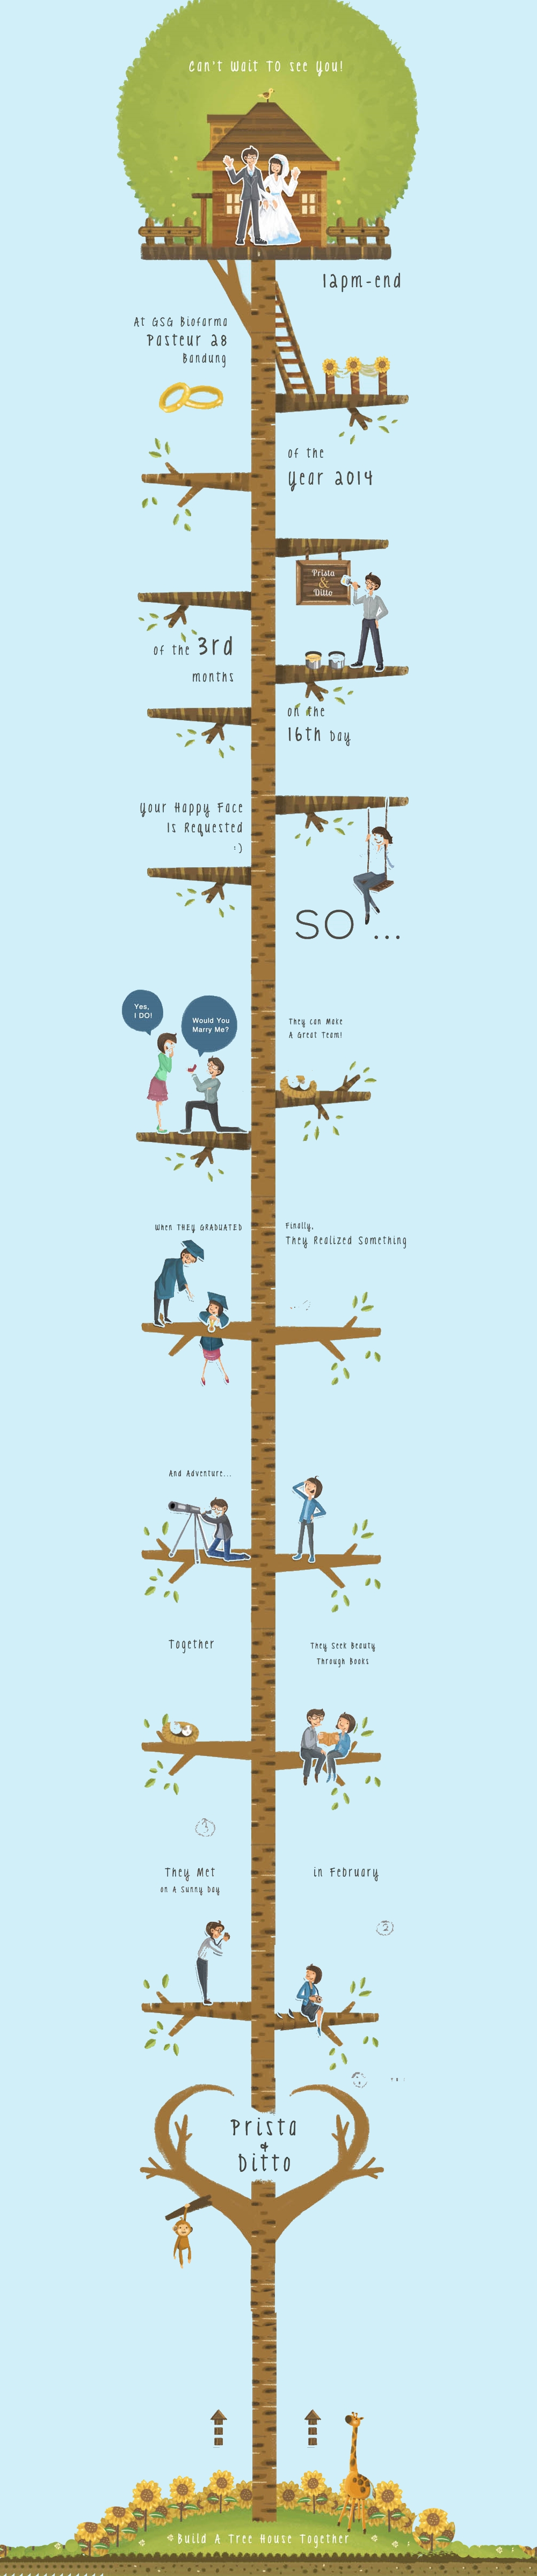 Can't Wait To see You!
12pm-end
At GSG Biofarma
Pasteur 28
Bandung
of the
Year 2014
Prista
&
Ditto
of the 3rd
months
on the
16th Day
Your Happy Face
Is Requested
:)
SO ...
Yes,
I DO!
Would You
Marry Me?
They can Make
A Great Team!
When THEY GRADUATED
Finally,
They Realized Something
And Adventure...
Together
They Seek Beauty
Through Books
They Met
on A Sunny Day
in February
2
Prista
&
Ditto
Build A Tree House Together